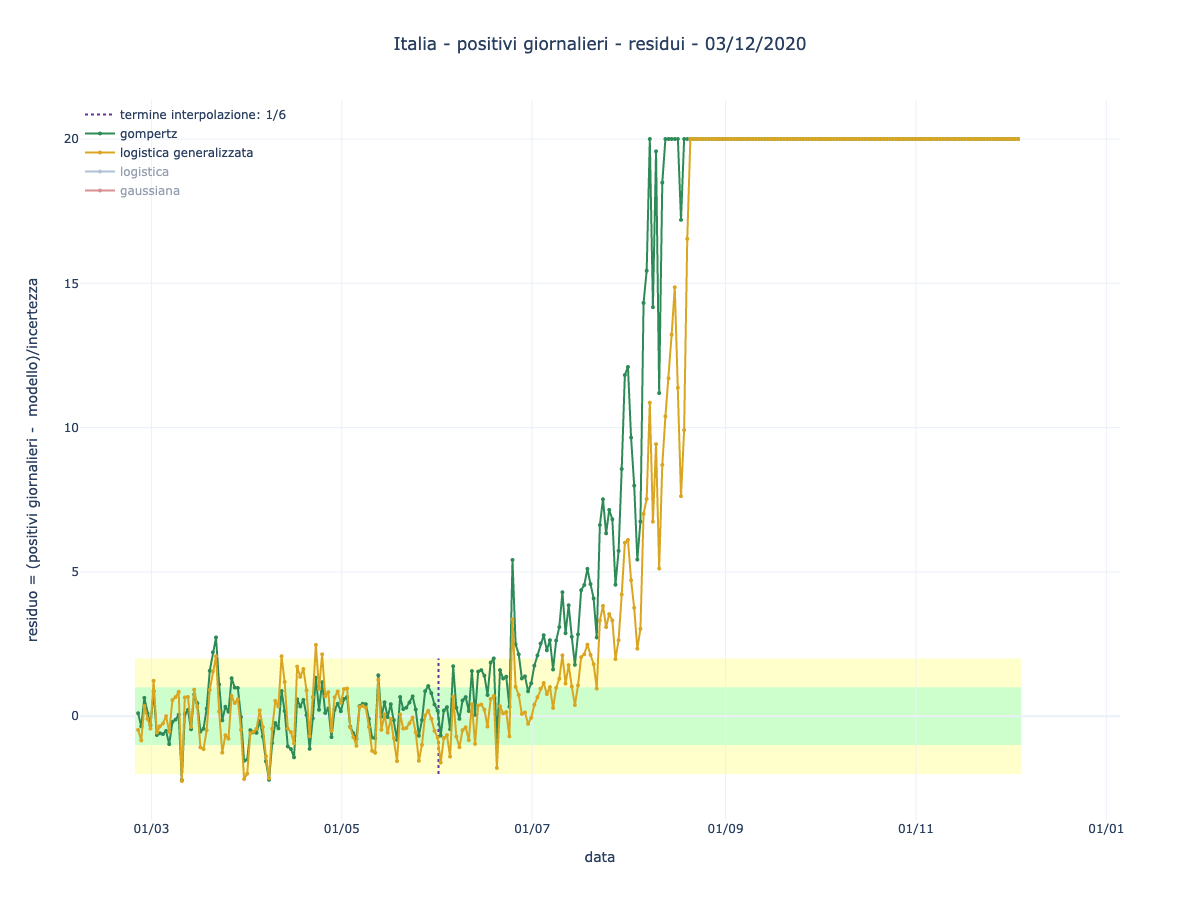 Italia - positivi giornalieri - residui - 03/12/2020
termine interpolazione: 1/6
gompertz
logistica generalizzata
logistica
gaussiana
20
15
10
5
0
residuo = (positivi giornalieri -  modello)/incertezza
01/03
01/05
01/07
01/09
01/11
01/01
data